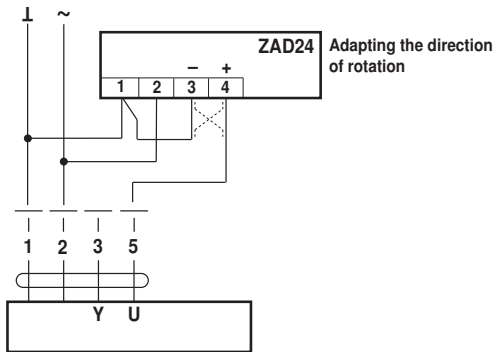 ⊥ ~
ZAD24 Adapting the direction
of rotation
– +
1 2 3 4
1 2 3 5
Y U